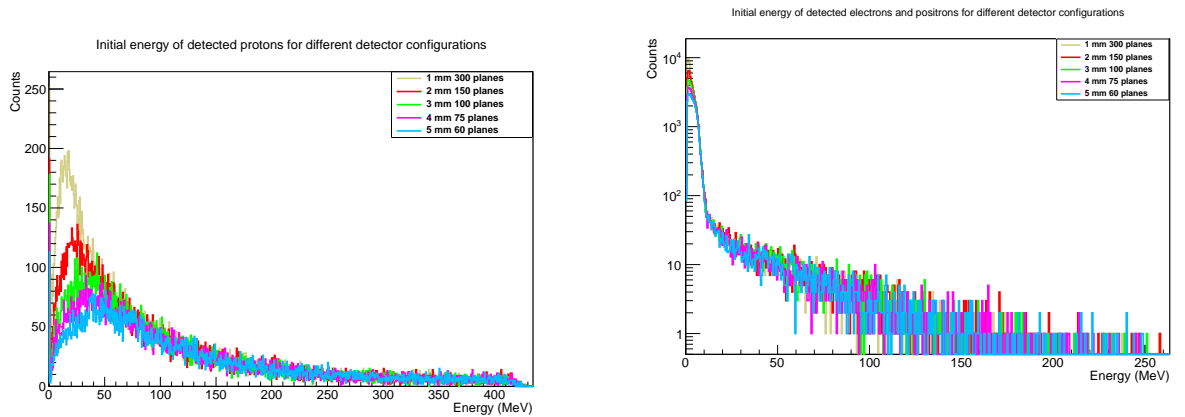 Initial energy of detected protons for different detector configurations
Counts
250
200
150
100
50
0
1 mm 300 planes
2 mm 150 planes
3 mm 100 planes
4 mm 75 planes
5 mm 60 planes
0 50 100 150 200 250 300 350 400
Energy (MeV)
Initial energy of detected electrons and positrons for different detector configurations
Counts
10⁴
10³
10²
10
1
1 mm 300 planes
2 mm 150 planes
3 mm 100 planes
4 mm 75 planes
5 mm 60 planes
0 50 100 150 200 250
Energy (MeV)